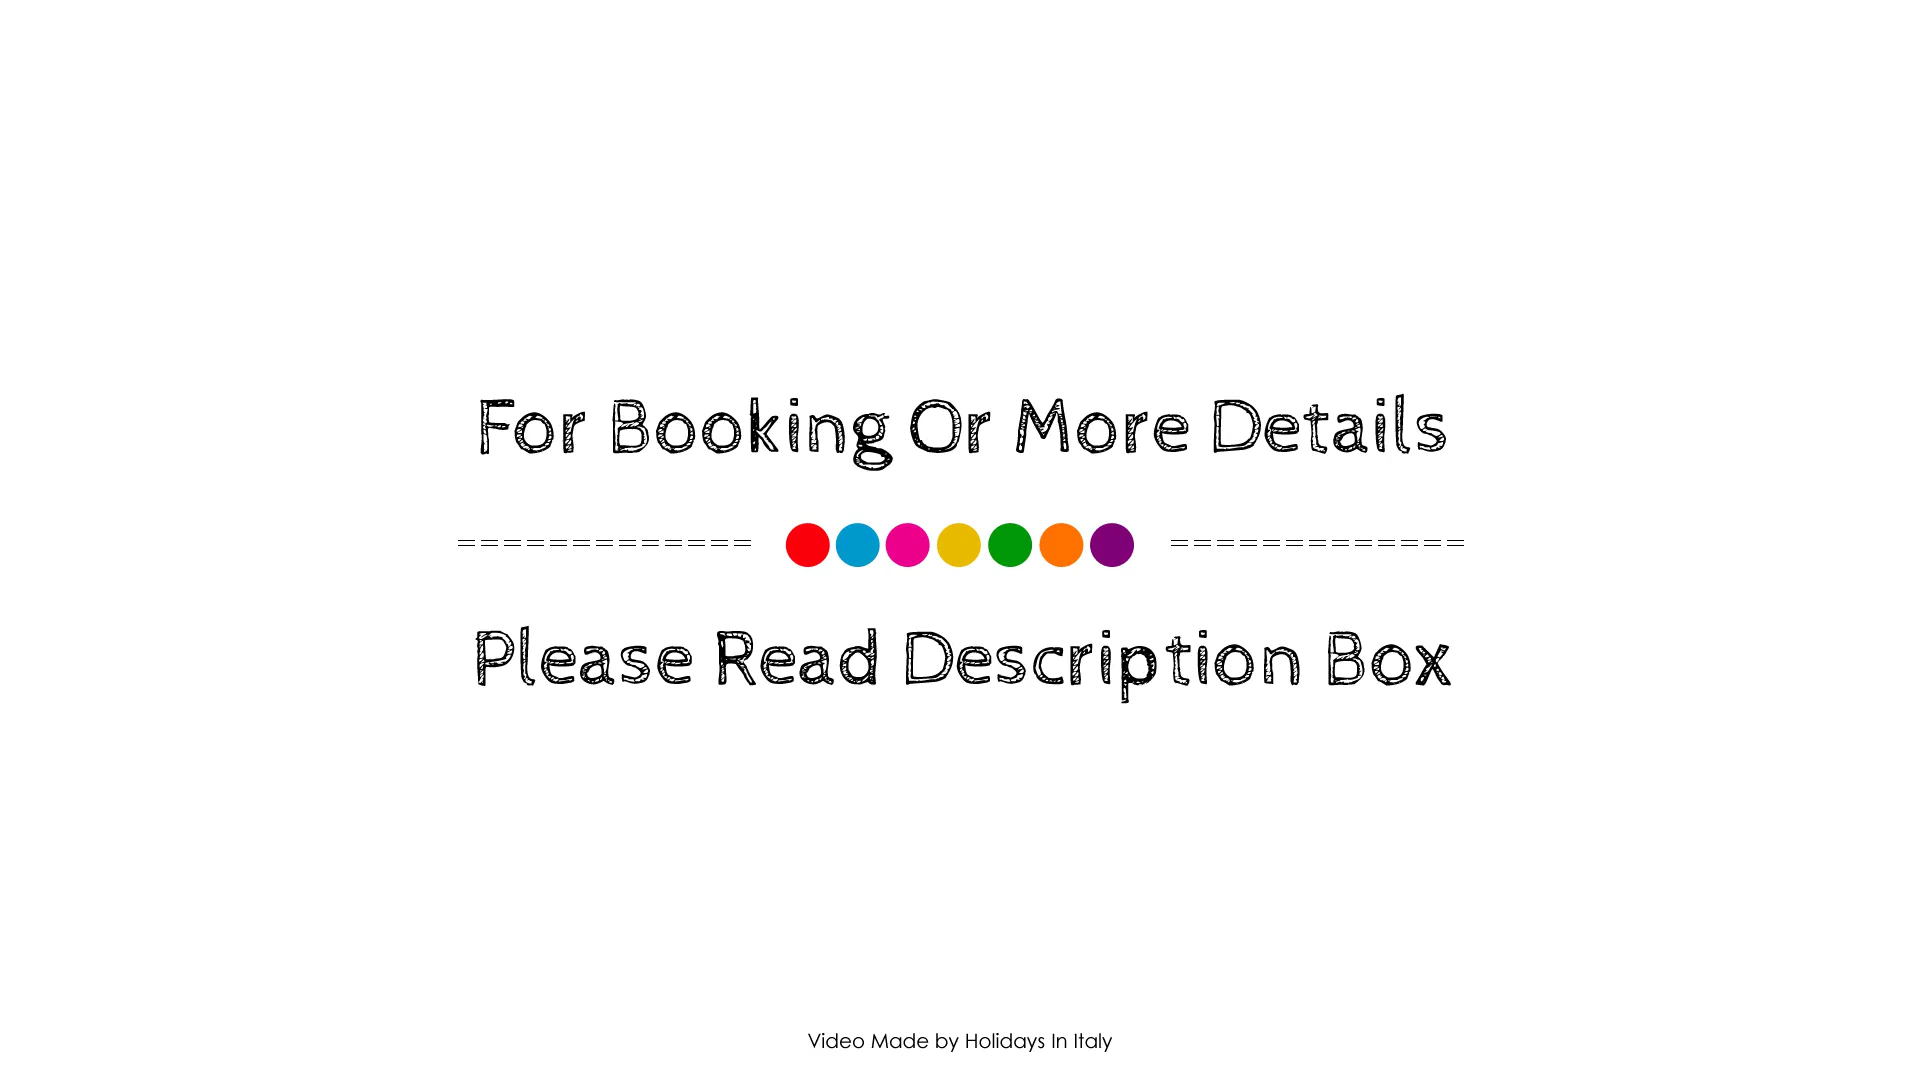 For Booking Or More Details
============= =============
Please Read Description Box
Video Made by Holidays In Italy